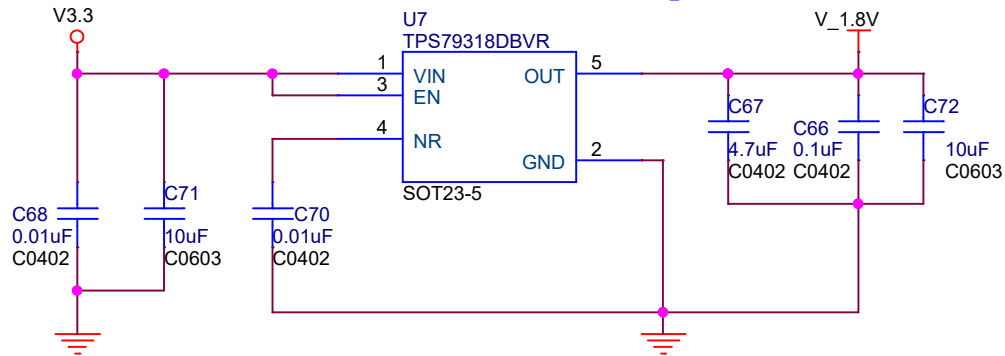 V3.3
U7
TPS79318DBVR
V_1.8V
1
VIN
3
EN
4
NR
OUT
5
GND
2
SOT23-5
C68
0.01uF
C0402
C71
10uF
C0603
C70
0.01uF
C0402
C67
4.7uF
C0402
C66
0.1uF
C0402
C72
10uF
C0603